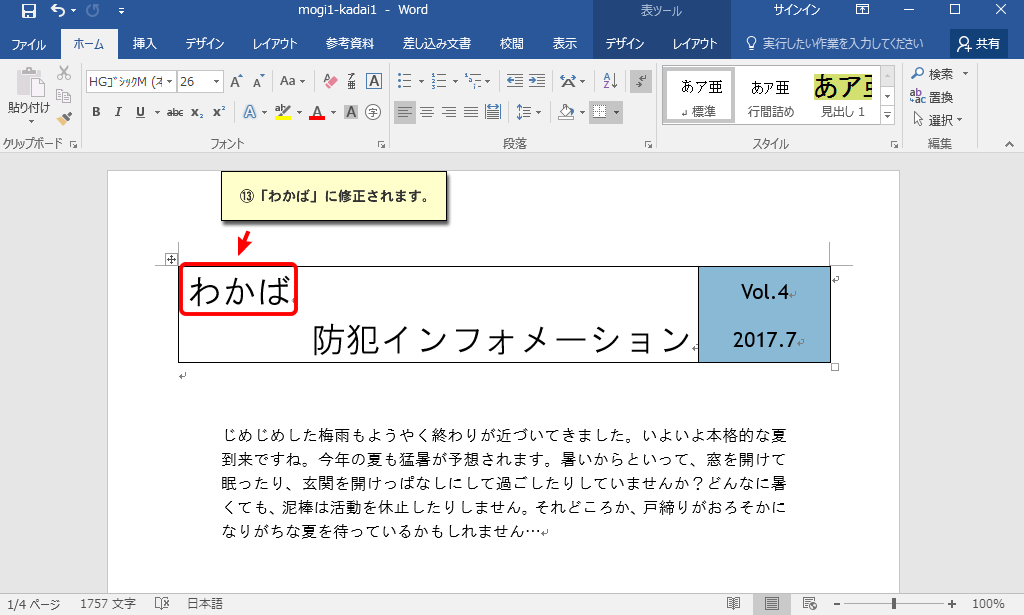 mogi1-kadai1 - Word
表ツール
サインイン
ファイル ホーム 挿入 デザイン レイアウト 参考資料 差し込み文書 校閲 表示 デザイン レイアウト 実行したい作業を入力してください 共有
貼り付け
クリップボード
HGｺﾞｼｯｸM (ｵ
26
A A Aa A
B I U abc x₂ x² A A A 字
フォント
段落
あア亜 標準
あア亜 行間詰め
あア亜 見出し 1
スタイル
検索
置換
選択
編集
⑬「わかば」に修正されます。
わかば
防犯インフォメーション
Vol.4
2017.7
じめじめした梅雨もようやく終わりが近づいてきました。いよいよ本格的な夏
到来ですね。今年の夏も猛暑が予想されます。暑いからといって、窓を開けて
眠ったり、玄関を開けっぱなしにして過ごしたりしていませんか？どんなに暑
くても、泥棒は活動を休止したりしません。それどころか、戸締りがおろそかに
なりがちな夏を待っているかもしれません…
1/4 ページ 1757 文字 日本語 100%